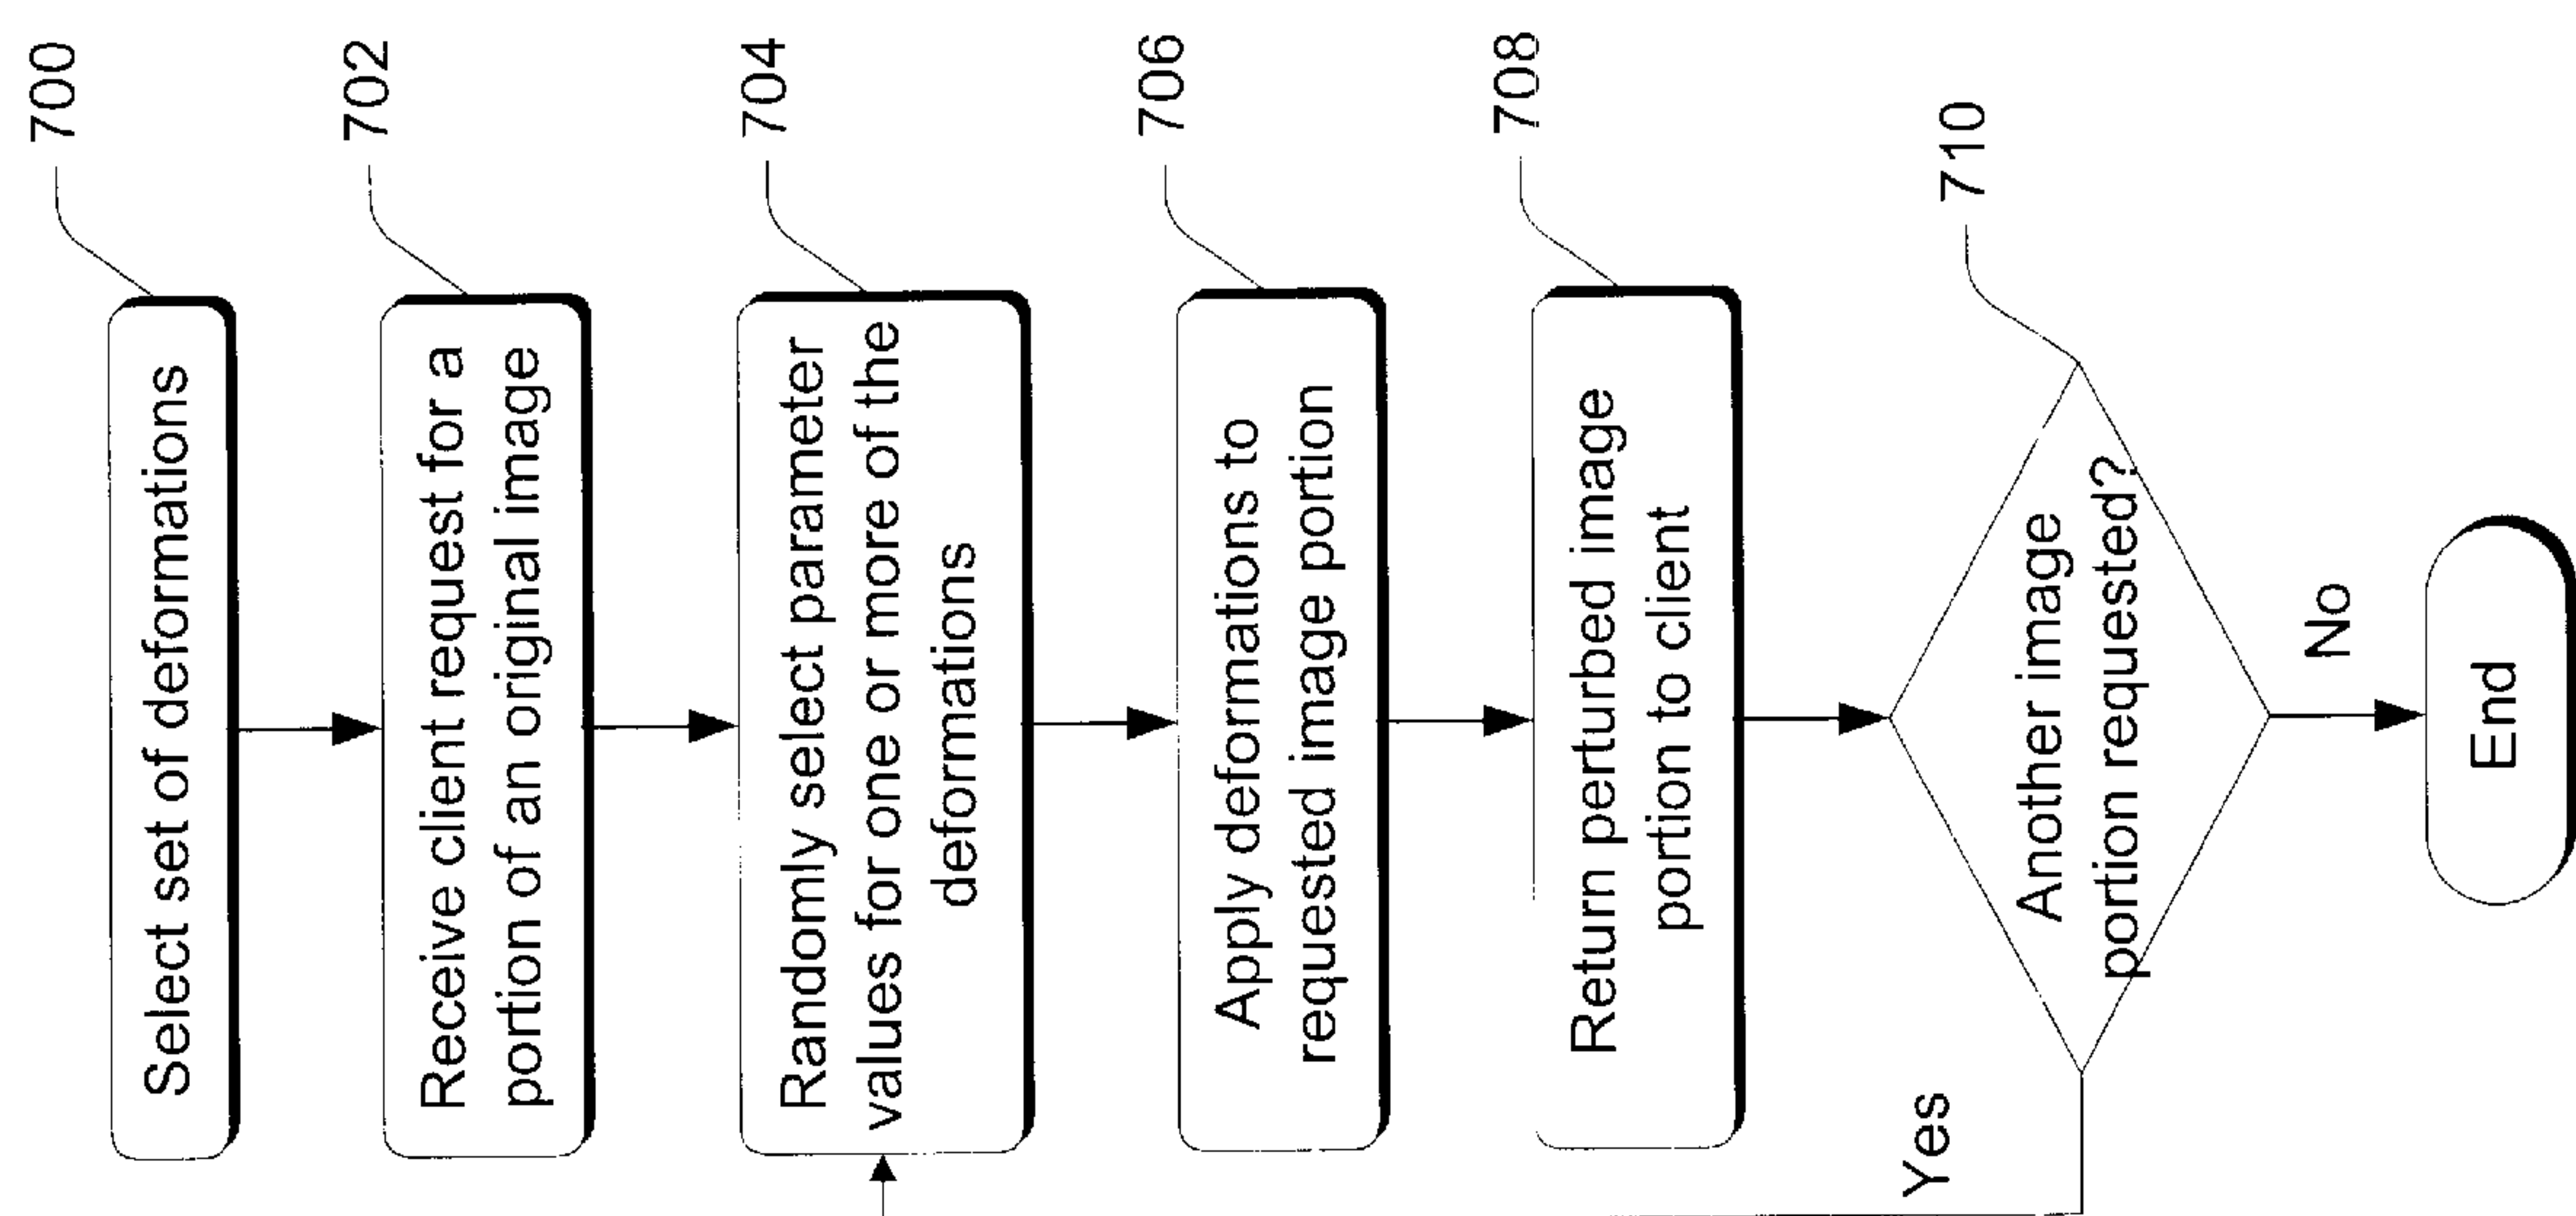 700
Select set of deformations
702
Receive client request for a
portion of an original image
704
Randomly select parameter
values for one or more of the
deformations
706
Apply deformations to
requested image portion
708
Return perturbed image
portion to client
710
Another image
portion requested?
Yes
No
End